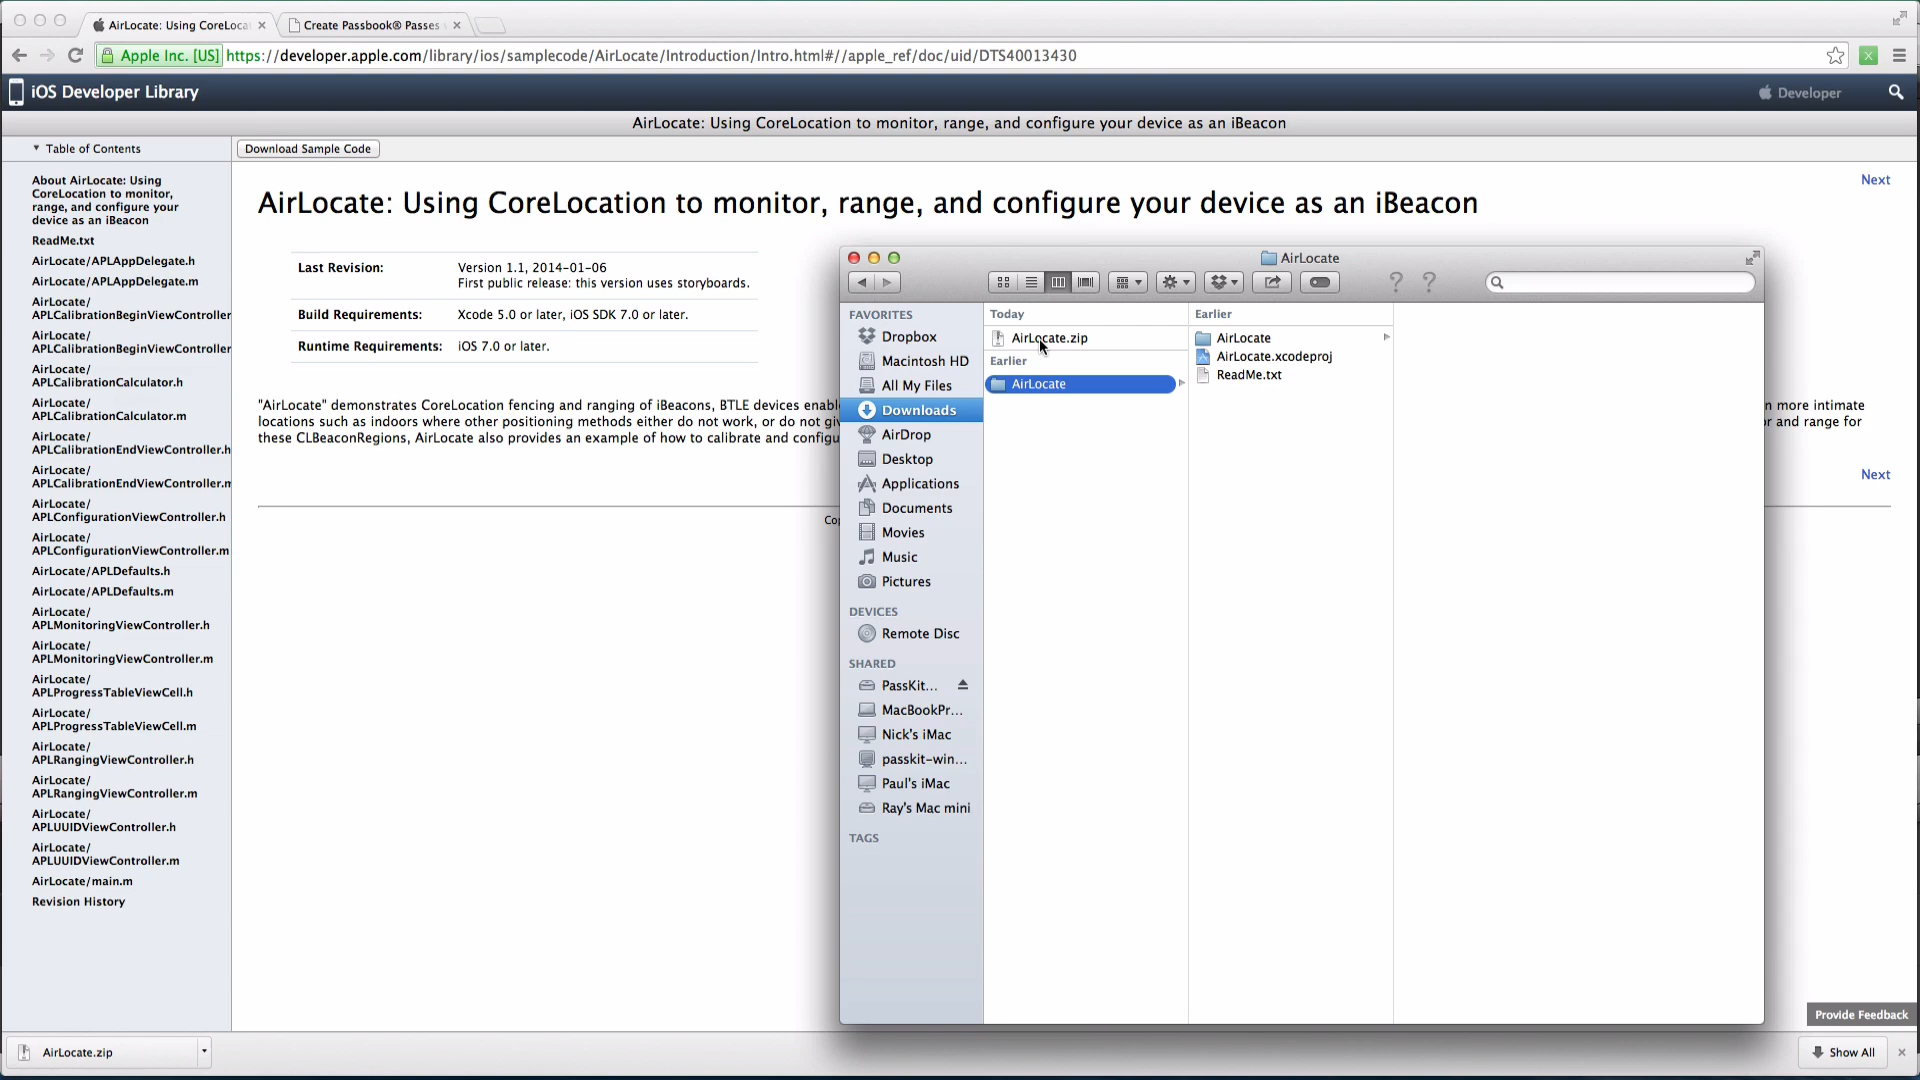 AirLocate: Using CoreLocat
Create Passbook® Passes
Apple Inc. [US] https://developer.apple.com/library/ios/samplecode/AirLocate/Introduction/Intro.html#//apple_ref/doc/uid/DTS40013430
iOS Developer Library
Developer
AirLocate: Using CoreLocation to monitor, range, and configure your device as an iBeacon
Table of Contents
Download Sample Code
About AirLocate: Using
CoreLocation to monitor,
range, and configure your
device as an iBeacon
ReadMe.txt
AirLocate/APLAppDelegate.h
AirLocate/APLAppDelegate.m
AirLocate/
APLCalibrationBeginViewController
AirLocate/
APLCalibrationBeginViewController
AirLocate/
APLCalibrationCalculator.h
AirLocate/
APLCalibrationCalculator.m
AirLocate/
APLCalibrationEndViewController.h
AirLocate/
APLCalibrationEndViewController.m
AirLocate/
APLConfigurationViewController.h
AirLocate/
APLConfigurationViewController.m
AirLocate/APLDefaults.h
AirLocate/APLDefaults.m
AirLocate/
APLMonitoringViewController.h
AirLocate/
APLMonitoringViewController.m
AirLocate/
APLProgressTableViewCell.h
AirLocate/
APLProgressTableViewCell.m
AirLocate/
APLRangingViewController.h
AirLocate/
APLRangingViewController.m
AirLocate/
APLUUIDViewController.h
AirLocate/
APLUUIDViewController.m
AirLocate/main.m
Revision History
Next
AirLocate: Using CoreLocation to monitor, range, and configure your device as an iBeacon
Last Revision: Version 1.1, 2014-01-06
First public release: this version uses storyboards.
Build Requirements: Xcode 5.0 or later, iOS SDK 7.0 or later.
Runtime Requirements: iOS 7.0 or later.
"AirLocate" demonstrates CoreLocation fencing and ranging of iBeacons, BTLE devices enabl
n more intimate
locations such as indoors where other positioning methods either do not work, or do not gi
r and range for
these CLBeaconRegions, AirLocate also provides an example of how to calibrate and configu
Next
Cop
AirLocate
FAVORITES
Dropbox
Macintosh HD
All My Files
Downloads
AirDrop
Desktop
Applications
Documents
Movies
Music
Pictures
DEVICES
Remote Disc
SHARED
PassKit...
MacBookPr...
Nick's iMac
passkit-win...
Paul's iMac
Ray's Mac mini
TAGS
Today
AirLocate.zip
Earlier
AirLocate
Earlier
AirLocate
AirLocate.xcodeproj
ReadMe.txt
Provide Feedback
AirLocate.zip
Show All